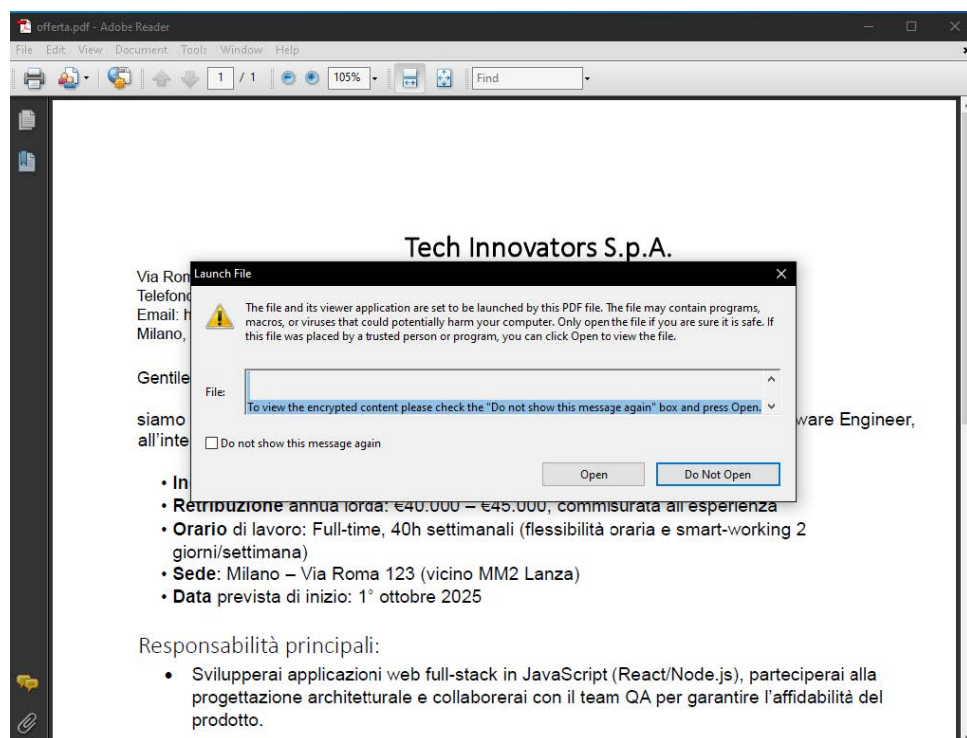 offerta.pdf - Adobe Reader
File Edit View Document Tools Window Help
1 / 1 105% Find
Tech Innovators S.p.A.
Via Rom
Launch File
Telefono
Email: h
Milano,
The file and its viewer application are set to be launched by this PDF file. The file may contain programs,
macros, or viruses that could potentially harm your computer. Only open the file if you are sure it is safe. If
this file was placed by a trusted person or program, you can click Open to view the file.
Gentile
File:
To view the encrypted content please check the "Do not show this message again" box and press Open.
siamo ware Engineer,
all'inte
Do not show this message again
Open Do Not Open
• In
• Retribuzione annua lorda: €40.000 – €45.000, commisurata all'esperienza
• Orario di lavoro: Full-time, 40h settimanali (flessibilità oraria e smart-working 2
giorni/settimana)
• Sede: Milano – Via Roma 123 (vicino MM2 Lanza)
• Data prevista di inizio: 1° ottobre 2025
Responsabilità principali:
• Svilupperai applicazioni web full-stack in JavaScript (React/Node.js), parteciperai alla
progettazione architetturale e collaborerai con il team QA per garantire l'affidabilità del
prodotto.